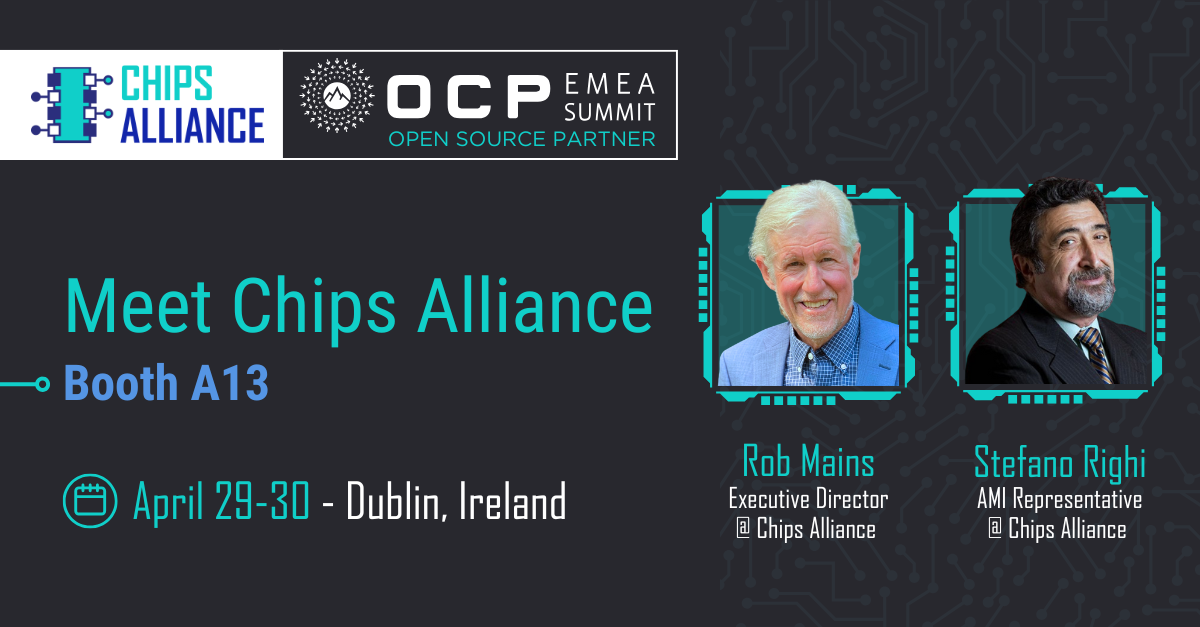 CHIPS
ALLIANCE
OCP EMEA
SUMMIT
OPEN SOURCE PARTNER
Meet Chips Alliance
Booth A13
April 29-30 - Dublin, Ireland
Rob Mains
Executive Director
@ Chips Alliance
Stefano Righi
AMI Representative
@ Chips Alliance